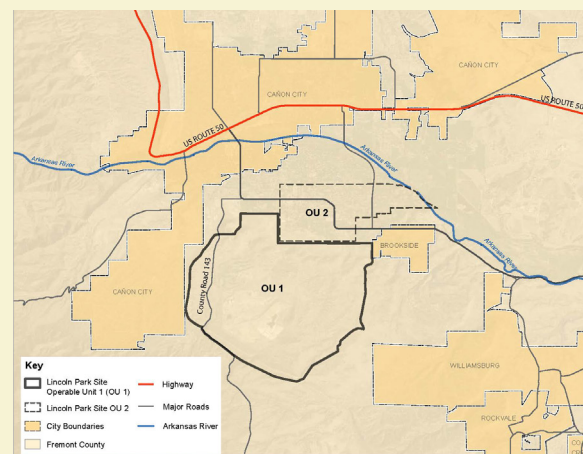 CAÑON CITY
CAÑON CITY
US ROUTE 50
US ROUTE 50
Arkansas River
Arkansas River
OU 2
BROOKSIDE
Arkansas River
County Road 143
OU 1
CAÑON CITY
WILLIAMSBURG
ROCKVALE
Key
Lincoln Park Site
Operable Unit 1 (OU 1)
Lincoln Park Site OU 2
City Boundaries
Fremont County
Highway
Major Roads
Arkansas River